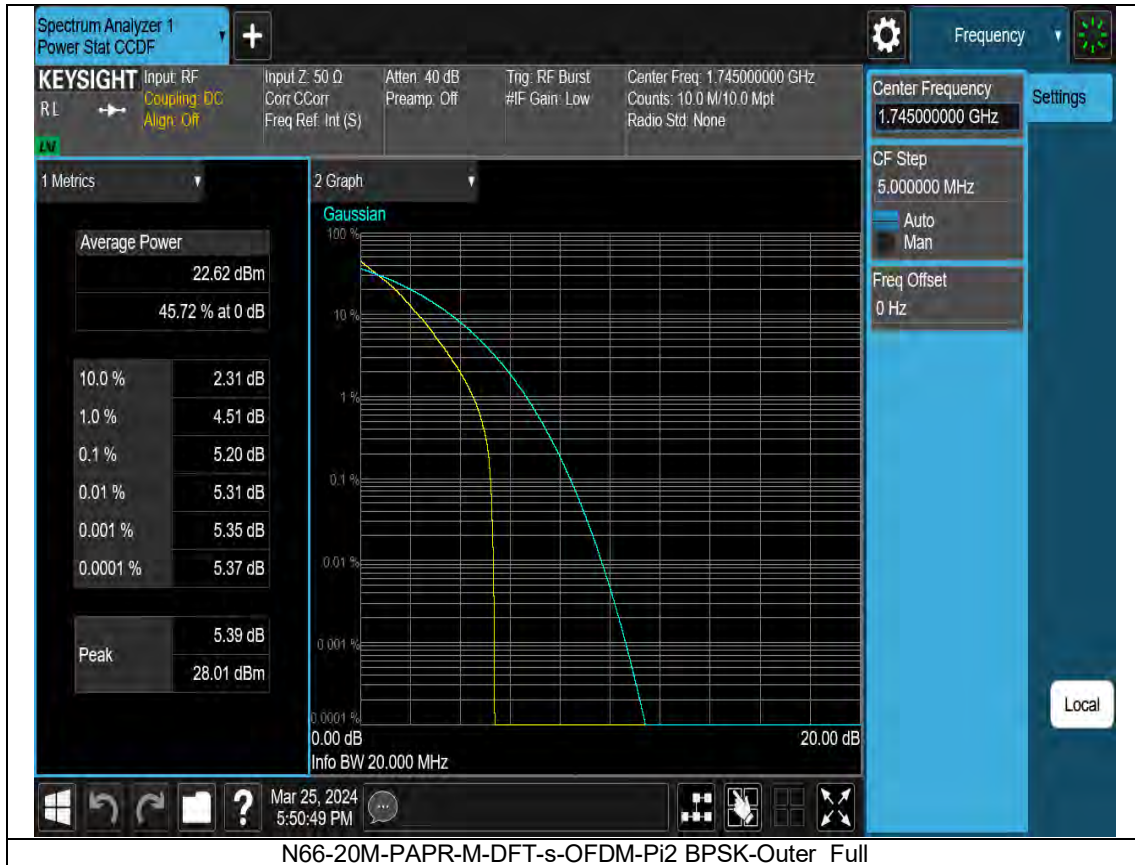 Spectrum Analyzer 1
Power Stat CCDF
+
Frequency
KEYSIGHT
RL
LNI
Input: RF
Coupling: DC
Align: Off
Input Z: 50 Ω
Corr CCorr
Freq Ref: Int (S)
Atten: 40 dB
Preamp: Off
Trig: RF Burst
#IF Gain: Low
Center Freq: 1.745000000 GHz
Counts: 10.0 M/10.0 Mpt
Radio Std: None
Center Frequency
1.745000000 GHz
Settings
CF Step
5.000000 MHz
Auto
Man
Freq Offset
0 Hz
Local
1 Metrics
Average Power
22.62 dBm
45.72 % at 0 dB
10.0 % 2.31 dB
1.0 % 4.51 dB
0.1 % 5.20 dB
0.01 % 5.31 dB
0.001 % 5.35 dB
0.0001 % 5.37 dB
Peak
5.39 dB
28.01 dBm
2 Graph
Gaussian
100 %
10 %
1 %
0.1 %
0.01 %
0.001 %
0.0001 %
0.00 dB 20.00 dB
Info BW 20.000 MHz
?
Mar 25, 2024
5:50:49 PM
N66-20M-PAPR-M-DFT-s-OFDM-Pi2 BPSK-Outer_Full